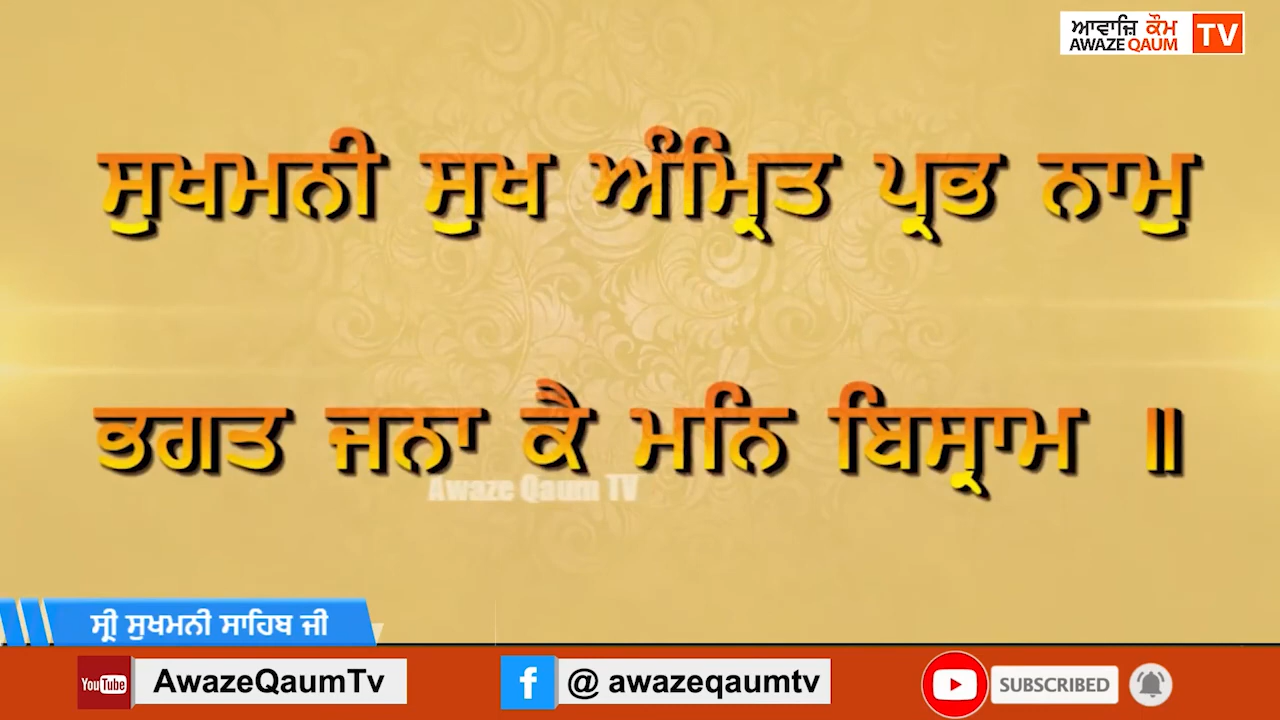 ਆਵਾਜ਼ਿ ਕੌਮ
AWAZE QAUM TV
ਸੁਖਮਨੀ ਸੁਖ ਅੰਮ੍ਰਿਤ ਪ੍ਰਭ ਨਾਮੁ
ਭਗਤ ਜਨਾ ਕੈ ਮਨਿ ਬਿਸ੍ਰਾਮ ॥
Awaze Qaum TV
ਸ੍ਰੀ ਸੁਖਮਨੀ ਸਾਹਿਬ ਜੀ
YouTube AwazeQaumTv
f @ awazeqaumtv
SUBSCRIBED